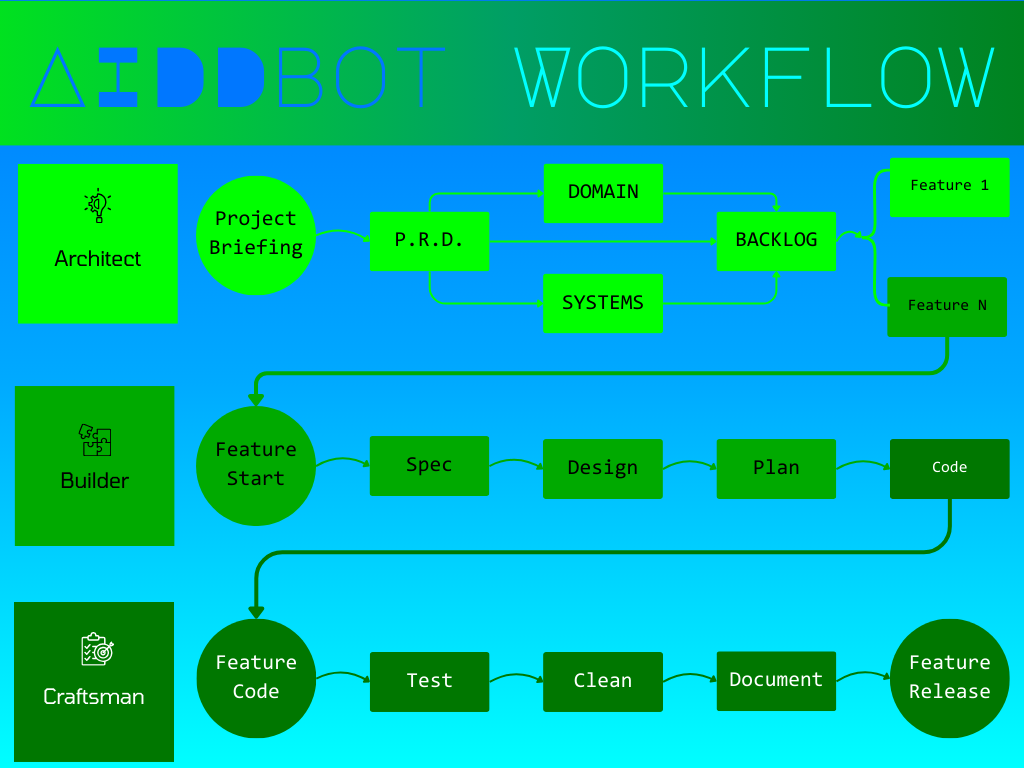 AIDDBOT WORKFLOW
Architect
Project
Briefing
P.R.D.
DOMAIN
SYSTEMS
BACKLOG
Feature 1
Feature N
Builder
Feature
Start
Spec
Design
Plan
Code
Craftsman
Feature
Code
Test
Clean
Document
Feature
Release